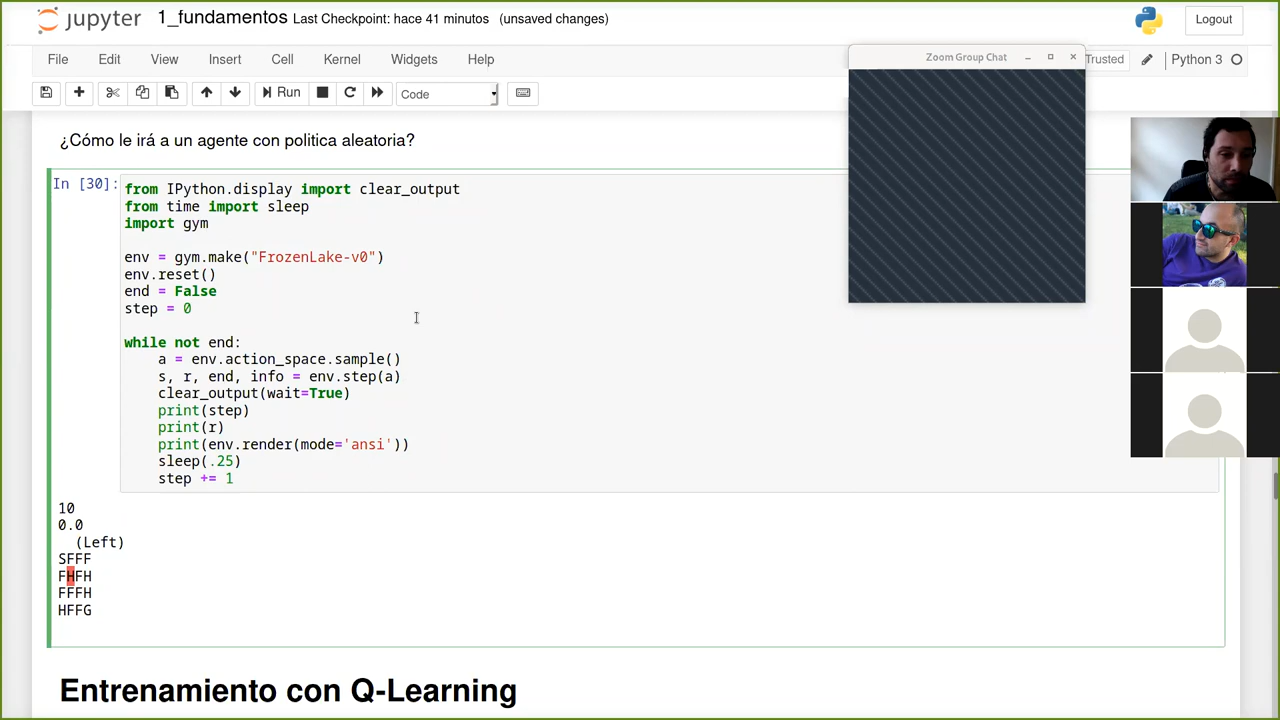 jupyter 1_fundamentos Last Checkpoint: hace 41 minutos (unsaved changes)
Logout
File Edit View Insert Cell Kernel Widgets Help
Trusted
Python 3
Run
Code
Zoom Group Chat
¿Cómo le irá a un agente con politica aleatoria?
In [30]:
from IPython.display import clear_output
from time import sleep
import gym
env = gym.make("FrozenLake-v0")
env.reset()
end = False
step = 0
while not end:
    a = env.action_space.sample()
    s, r, end, info = env.step(a)
    clear_output(wait=True)
    print(step)
    print(r)
    print(env.render(mode='ansi'))
    sleep(.25)
    step += 1
10
0.0
  (Left)
SFFF
FHFH
FFFH
HFFG
Entrenamiento con Q-Learning